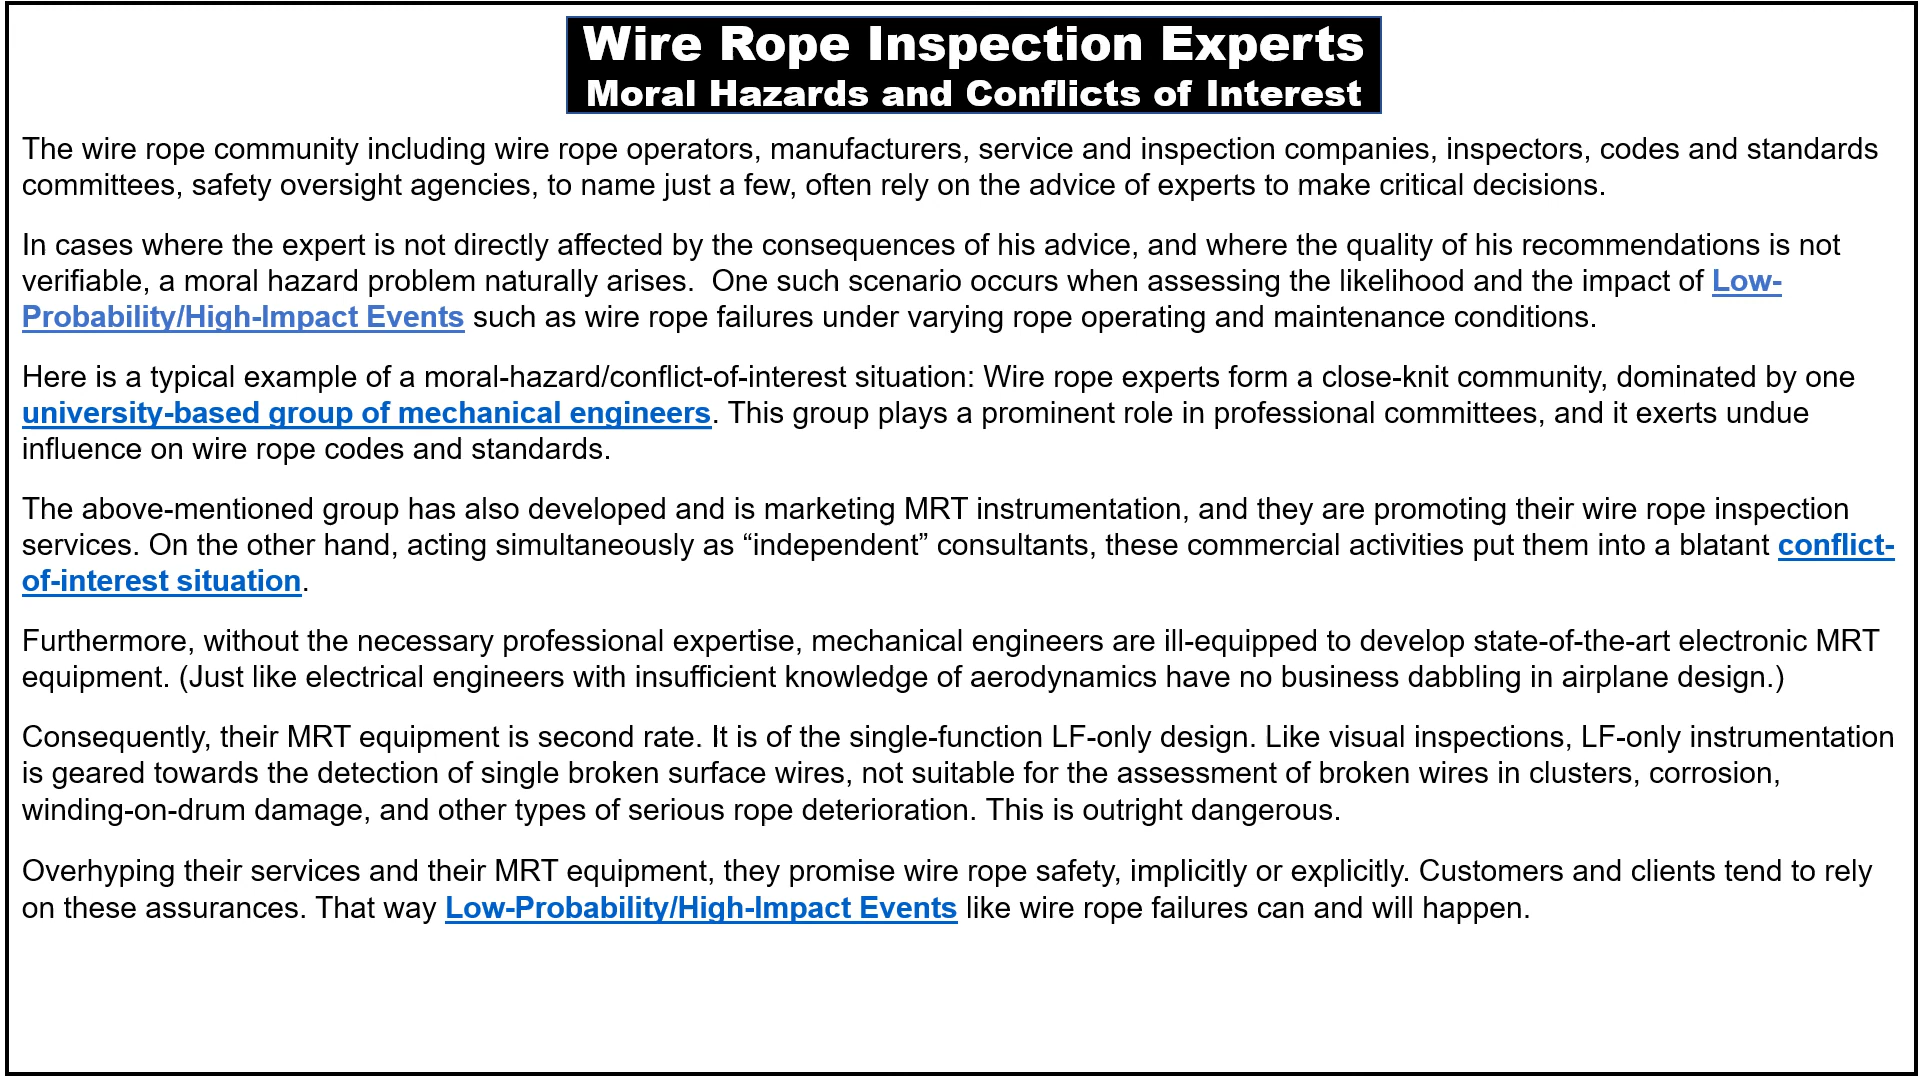 Wire Rope Inspection Experts
Moral Hazards and Conflicts of Interest
The wire rope community including wire rope operators, manufacturers, service and inspection companies, inspectors, codes and standards
committees, safety oversight agencies, to name just a few, often rely on the advice of experts to make critical decisions.
In cases where the expert is not directly affected by the consequences of his advice, and where the quality of his recommendations is not
verifiable, a moral hazard problem naturally arises.  One such scenario occurs when assessing the likelihood and the impact of Low-
Probability/High-Impact Events such as wire rope failures under varying rope operating and maintenance conditions.
Here is a typical example of a moral-hazard/conflict-of-interest situation: Wire rope experts form a close-knit community, dominated by one
university-based group of mechanical engineers. This group plays a prominent role in professional committees, and it exerts undue
influence on wire rope codes and standards.
The above-mentioned group has also developed and is marketing MRT instrumentation, and they are promoting their wire rope inspection
services. On the other hand, acting simultaneously as “independent” consultants, these commercial activities put them into a blatant conflict-
of-interest situation.
Furthermore, without the necessary professional expertise, mechanical engineers are ill-equipped to develop state-of-the-art electronic MRT
equipment. (Just like electrical engineers with insufficient knowledge of aerodynamics have no business dabbling in airplane design.)
Consequently, their MRT equipment is second rate. It is of the single-function LF-only design. Like visual inspections, LF-only instrumentation
is geared towards the detection of single broken surface wires, not suitable for the assessment of broken wires in clusters, corrosion,
winding-on-drum damage, and other types of serious rope deterioration. This is outright dangerous.
Overhyping their services and their MRT equipment, they promise wire rope safety, implicitly or explicitly. Customers and clients tend to rely
on these assurances. That way Low-Probability/High-Impact Events like wire rope failures can and will happen.